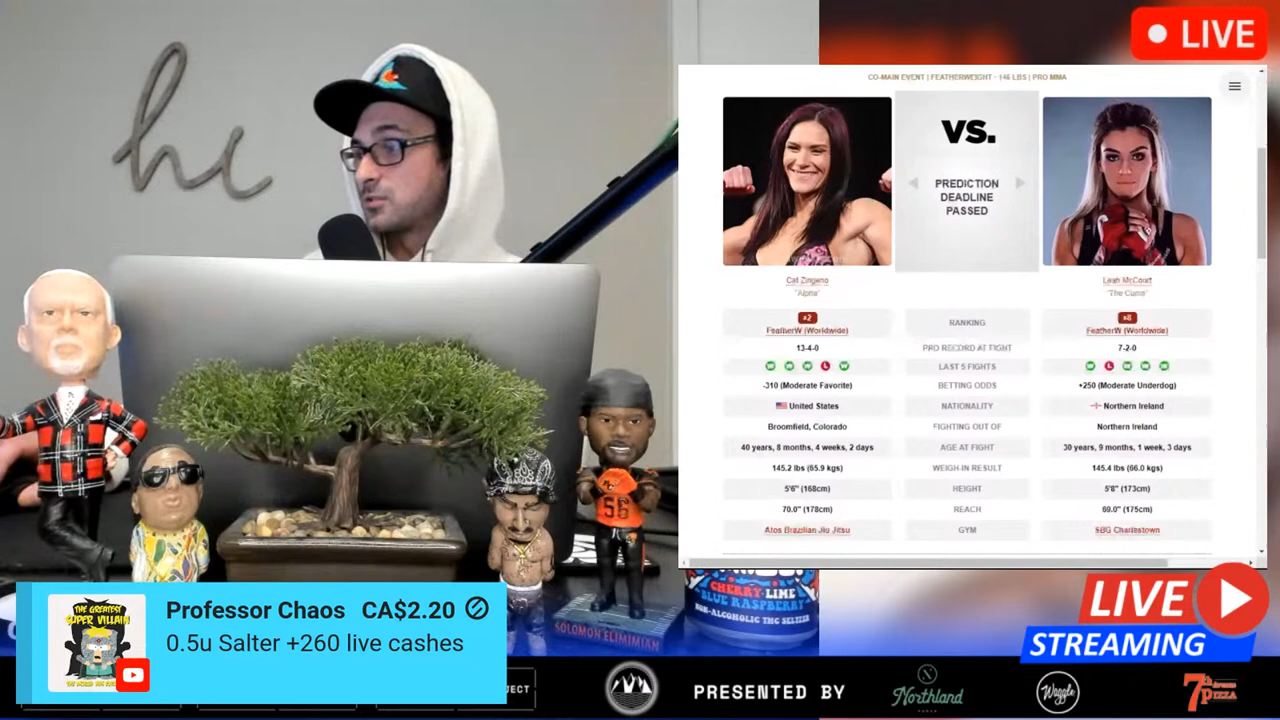 LIVE
hi
CO-MAIN EVENT | FEATHERWEIGHT · 145 LBS | PRO MMA
VS.
PREDICTION
DEADLINE
PASSED
Cat Zingano
"Alpha"
Leah McCourt
"The Curse"
#2
RANKING
#8
FeatherW (Worldwide)
FeatherW (Worldwide)
13-4-0
PRO RECORD AT FIGHT
7-2-0
W W W L W
LAST 5 FIGHTS
W L W W W
-310 (Moderate Favorite)
BETTING ODDS
+250 (Moderate Underdog)
United States
NATIONALITY
Northern Ireland
Broomfield, Colorado
FIGHTING OUT OF
Northern Ireland
40 years, 8 months, 4 weeks, 2 days
AGE AT FIGHT
30 years, 9 months, 1 week, 3 days
145.2 lbs (65.9 kgs)
WEIGH-IN RESULT
145.4 lbs (66.0 kgs)
5'6" (168cm)
HEIGHT
5'8" (173cm)
70.0" (178cm)
REACH
69.0" (175cm)
Atos Brazilian Jiu Jitsu
GYM
SBG Charlestown
56
SOLOMON ELIMIMIAN
CHERRY-LIME
BLUE RASPBERRY
NON-ALCOHOLIC THC SELTZER
THE GREATEST
SUPER VILLAIN
Professor Chaos CA$2.20
0.5u Salter +260 live cashes
LIVE
STREAMING
JECT
PRESENTED BY
Northland
Waggle
7th Avenue
PIZZA